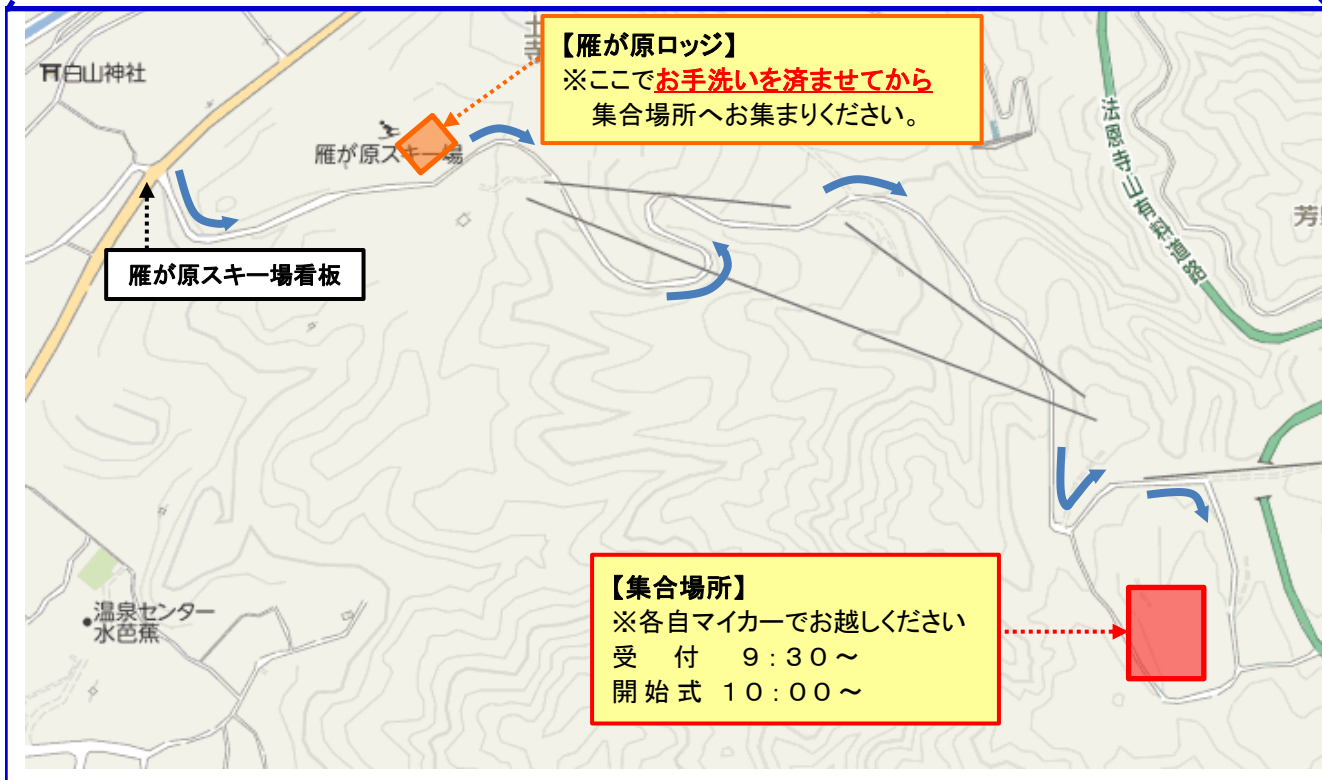 【雁が原ロッジ】
※ここでお手洗いを済ませてから
集合場所へお集まりください。
白山神社
雁が原スキー場
法恩寺山有料道路
雁が原スキー場看板
【集合場所】
※各自マイカーでお越しください
受　付　９：３０～
開始式 １０：００～
温泉センター
水芭蕉